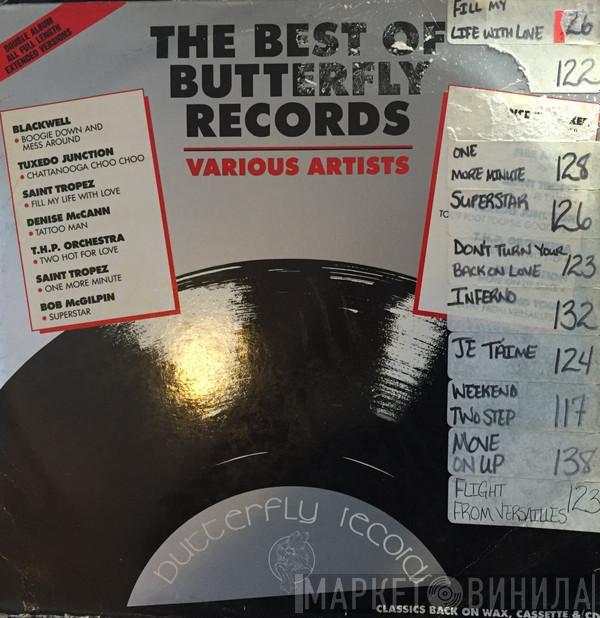 DOUBLE ALBUM
ALL FULL LENGTH
EXTENDED VERSIONS
THE BEST OF
BUTTERFLY
RECORDS
VARIOUS ARTISTS
BLACKWELL
• BOOGIE DOWN AND
MESS AROUND
TUXEDO JUNCTION
• CHATTANOOGA CHOO CHOO
SAINT TROPEZ
• FILL MY LIFE WITH LOVE
DENISE McCANN
• TATTOO MAN
T.H.P. ORCHESTRA
• TWO HOT FOR LOVE
SAINT TROPEZ
• ONE MORE MINUTE
BOB McGILPIN
• SUPERSTAR
FILL MY
LIFE WITH LOVE 126
122
ONE
MORE MINUTE 128
SUPERSTAR 126
DON'T TURN YOUR
BACK ON LOVE 123
INFERNO 132
JE T'AIME 124
WEEKEND
TWO STEP 117
MOVE
ON UP 138
FLIGHT
FROM VERSAILLES 123
butterfly records
МАРКЕТ ВИНИЛА
CLASSICS BACK ON WAX, CASSETTE & CD